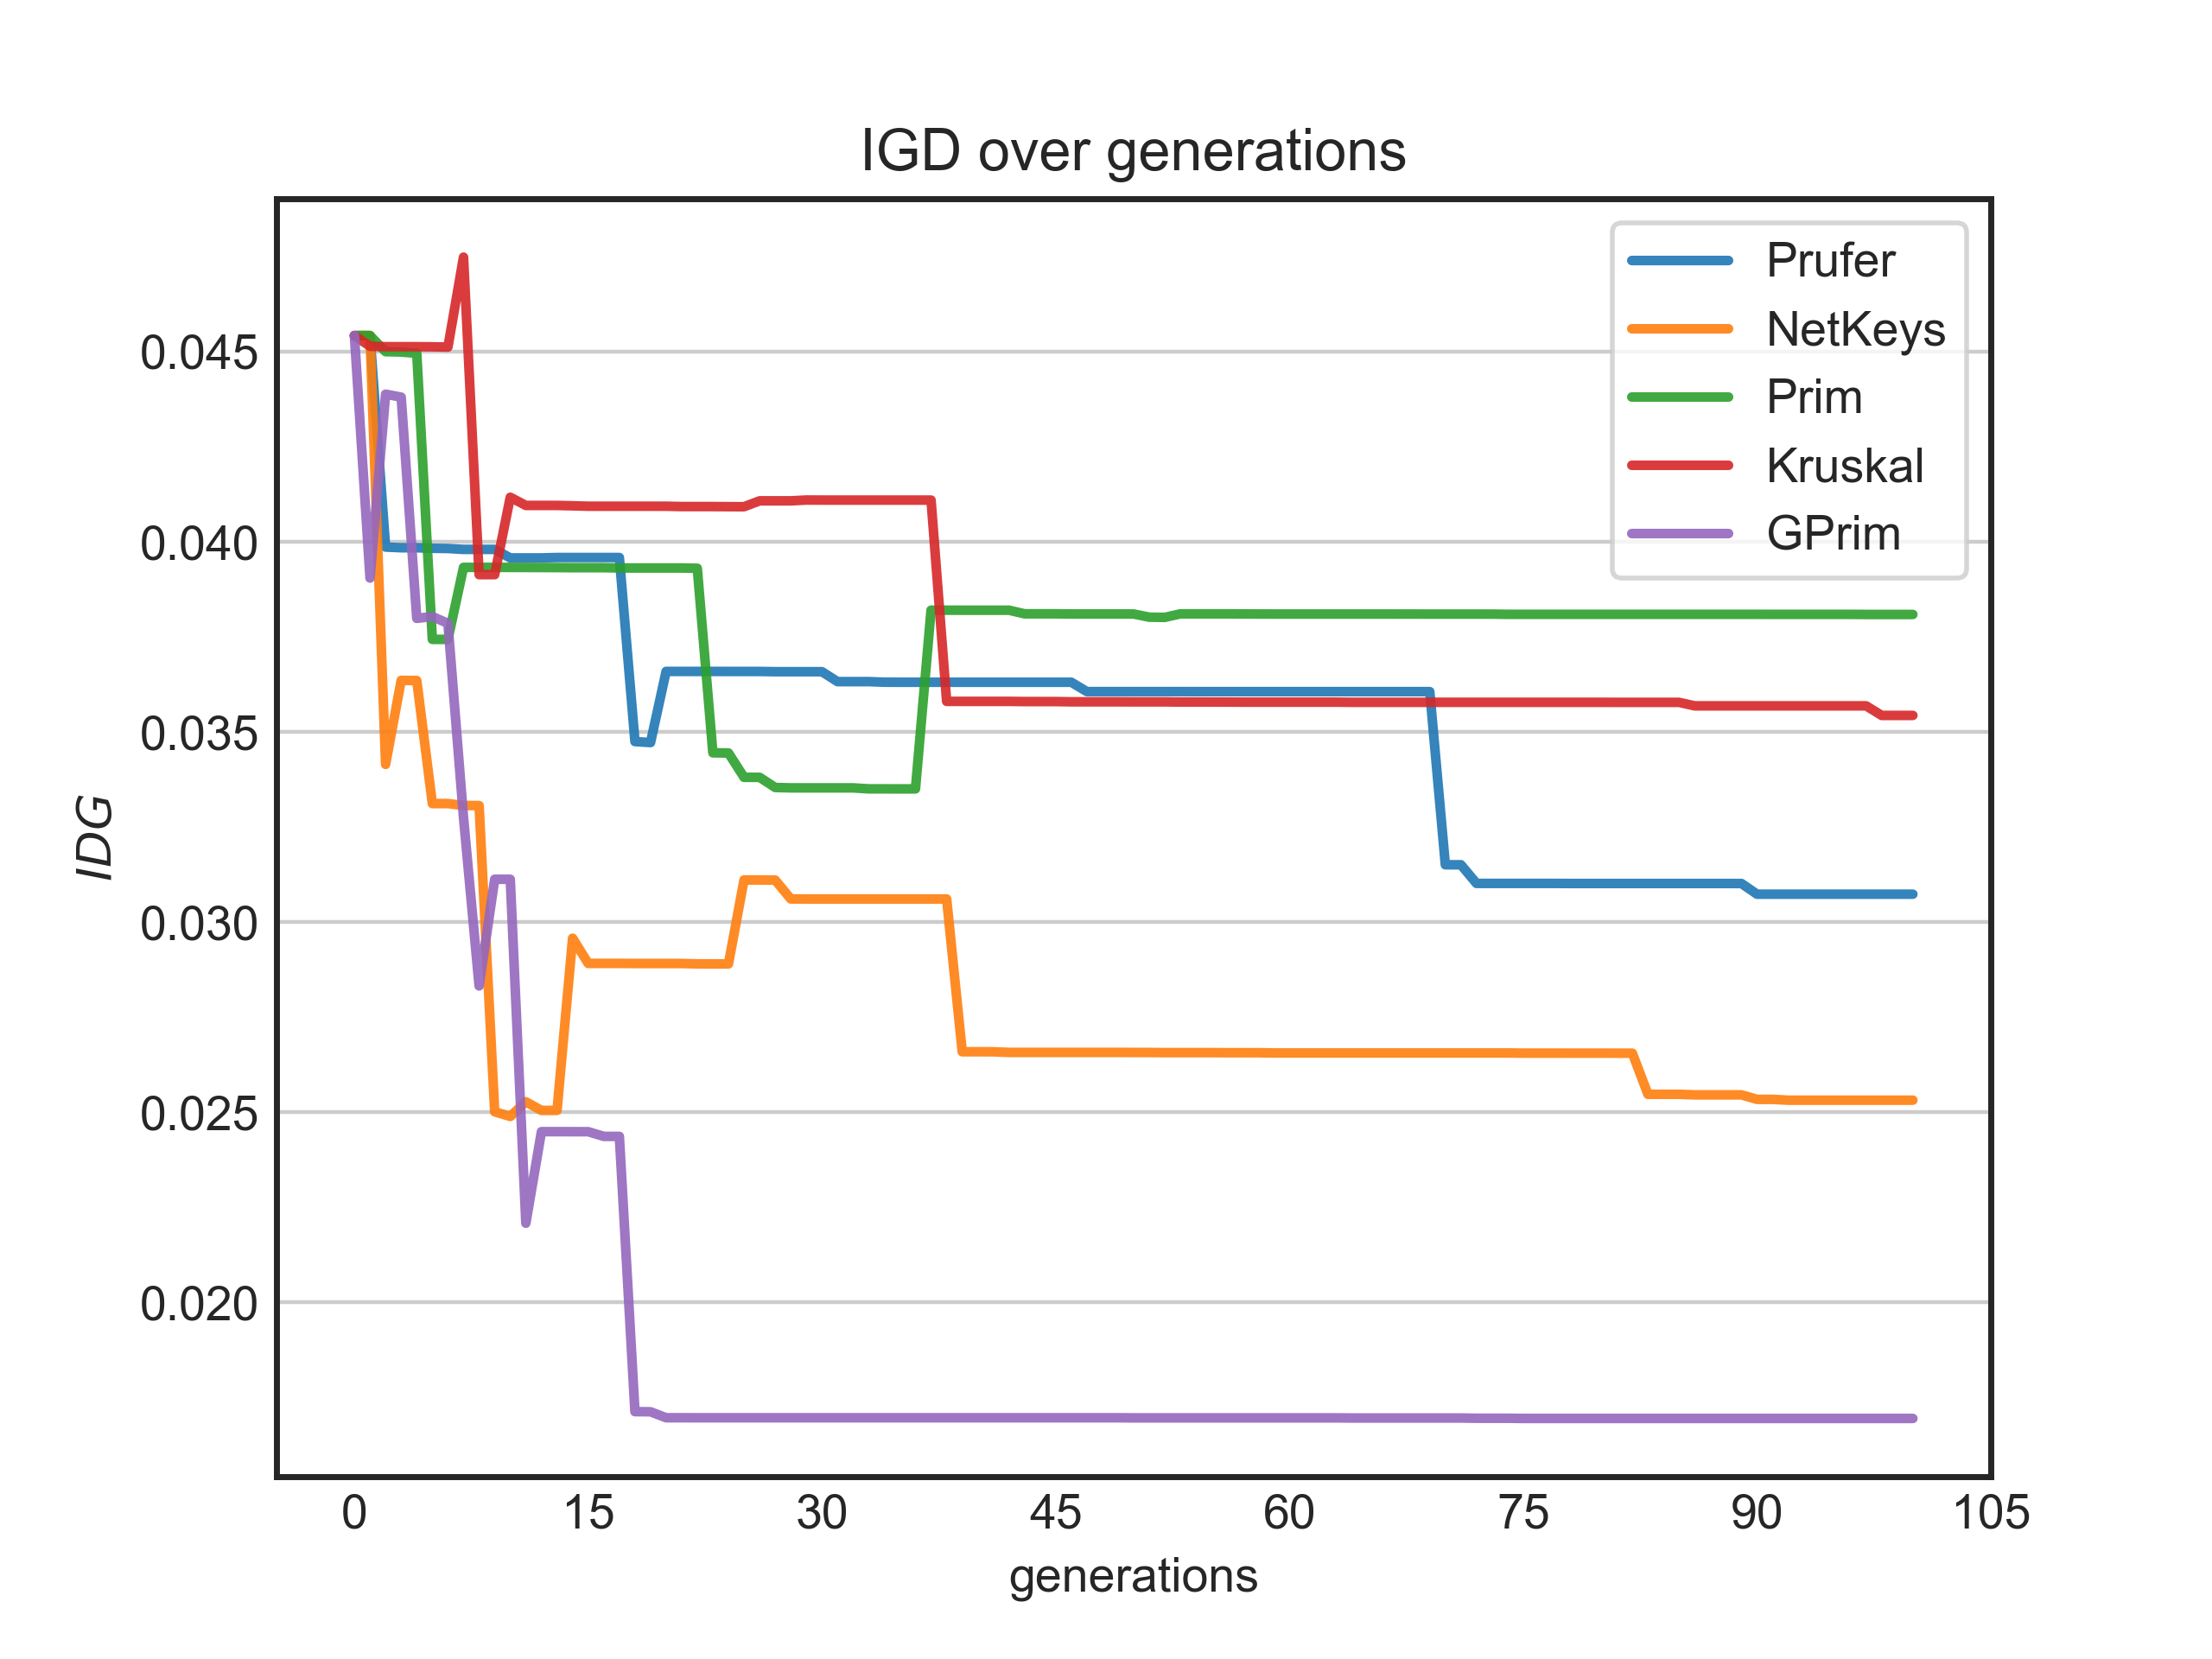 IGD over generations
Prufer
NetKeys
Prim
Kruskal
GPrim
0.045
0.040
0.035
0.030
0.025
0.020
IDG
0 15 30 45 60 75 90 105
generations